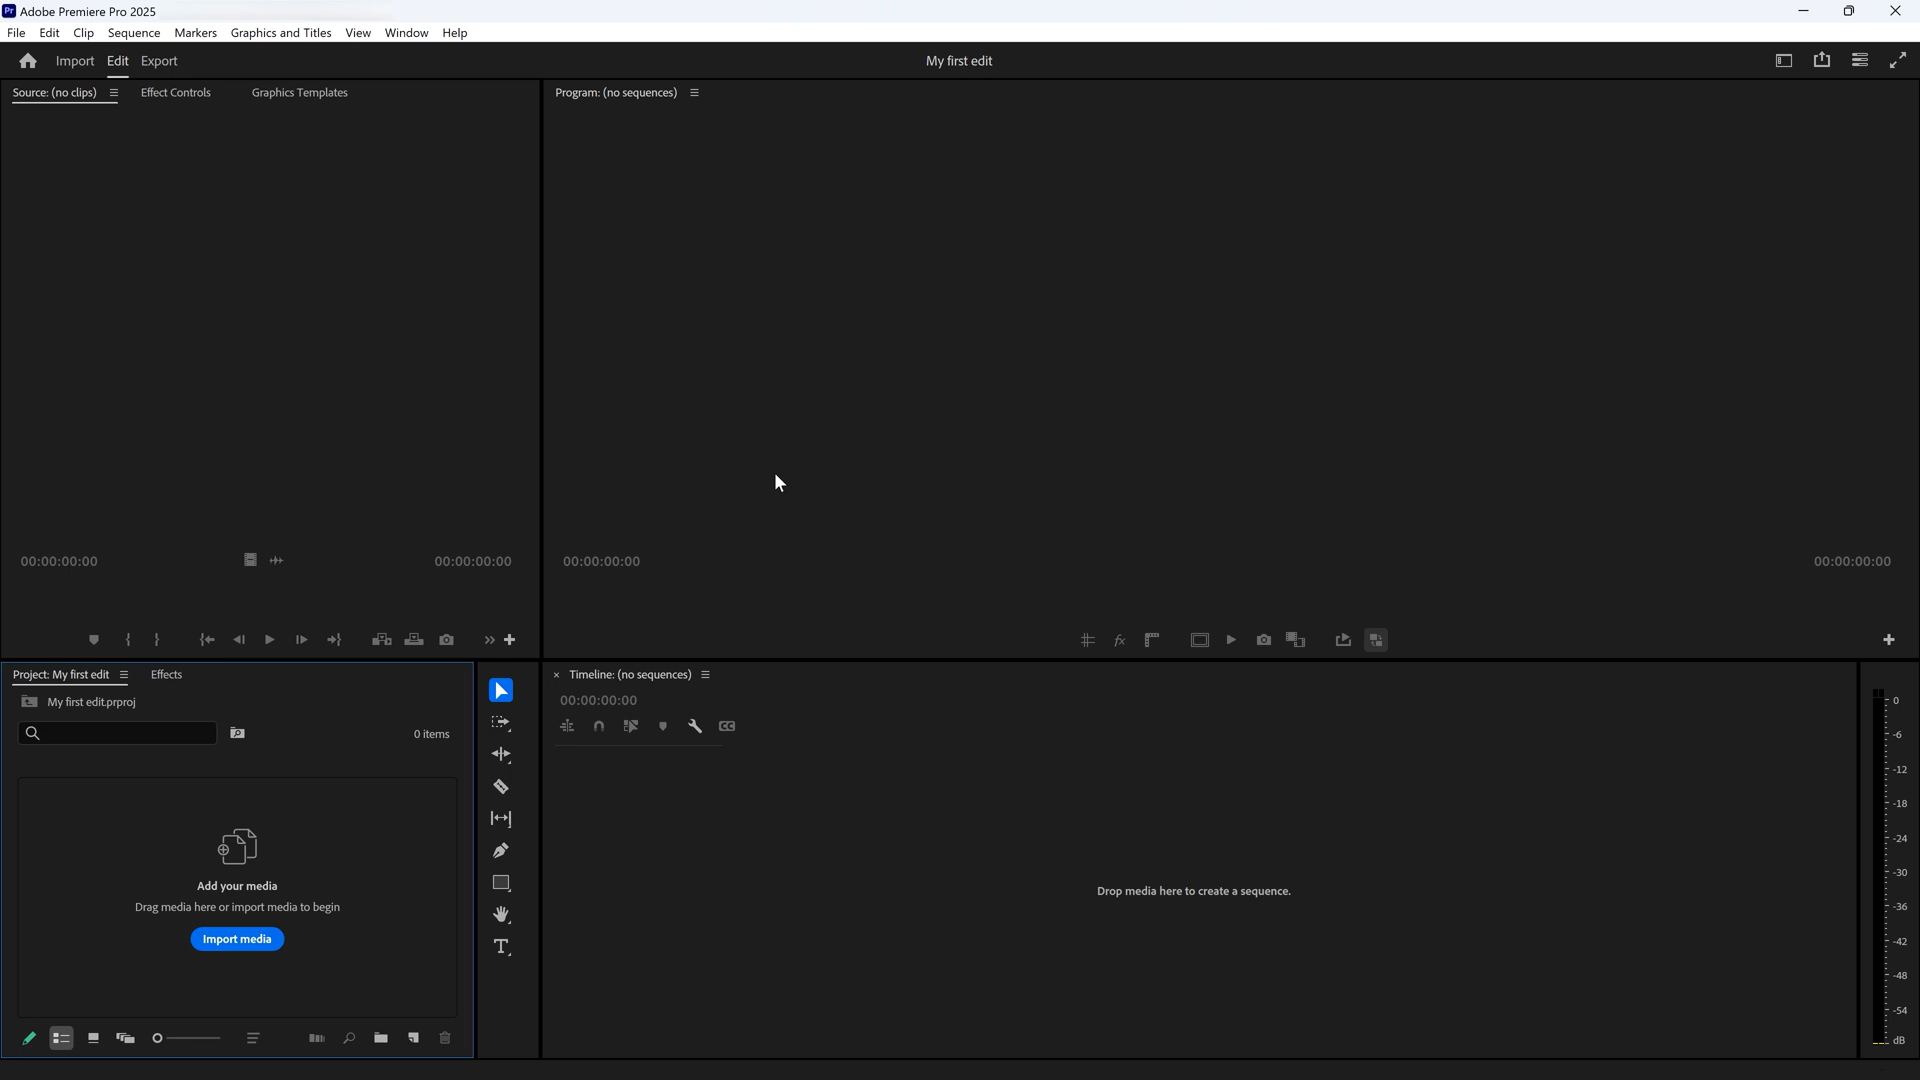 Pr Adobe Premiere Pro 2025
File Edit Clip Sequence Markers Graphics and Titles View Window Help
Import Edit Export My first edit
Source: (no clips) Effect Controls Graphics Templates
Program: (no sequences)
00:00:00:00 00:00:00:00
00:00:00:00 00:00:00:00
fx
Project: My first edit Effects
My first edit.prproj
0 items
Add your media
Drag media here or import media to begin
Import media
T
× Timeline: (no sequences)
00:00:00:00
CC
Drop media here to create a sequence.
0
-6
-12
-18
-24
-30
-36
-42
-48
-54
dB